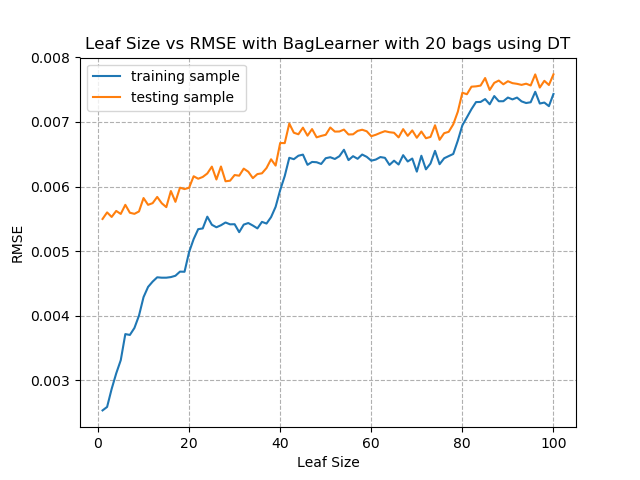 Leaf Size vs RMSE with BagLearner with 20 bags using DT
training sample
testing sample
0.008
0.007
0.006
0.005
0.004
0.003
RMSE
0 20 40 60 80 100
Leaf Size